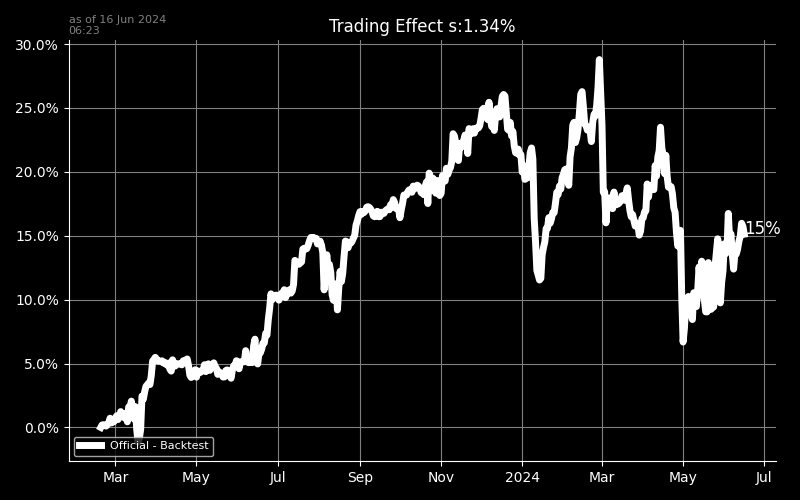 as of 16 Jun 2024
06:23
Trading Effect s:1.34%
30.0%
25.0%
20.0%
15.0%
10.0%
5.0%
0.0%
15%
Official - Backtest
Mar May Jul Sep Nov 2024 Mar May Jul